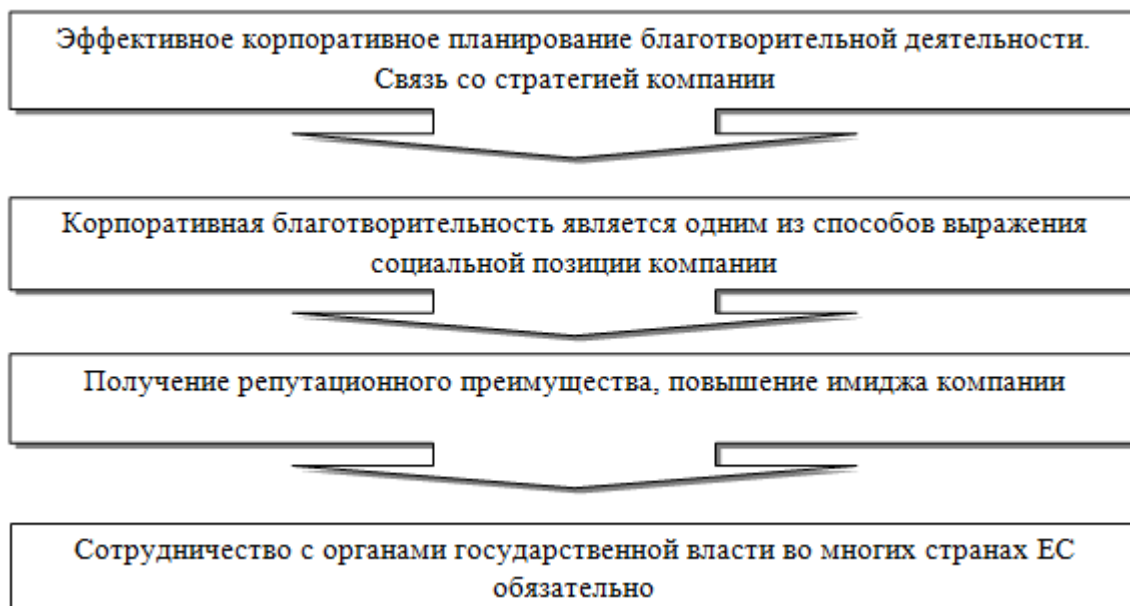 Эффективное корпоративное планирование благотворительной деятельности.
Связь со стратегией компании
Корпоративная благотворительность является одним из способов выражения
социальной позиции компании
Получение репутационного преимущества, повышение имиджа компании
Сотрудничество с органами государственной власти во многих странах ЕС
обязательно